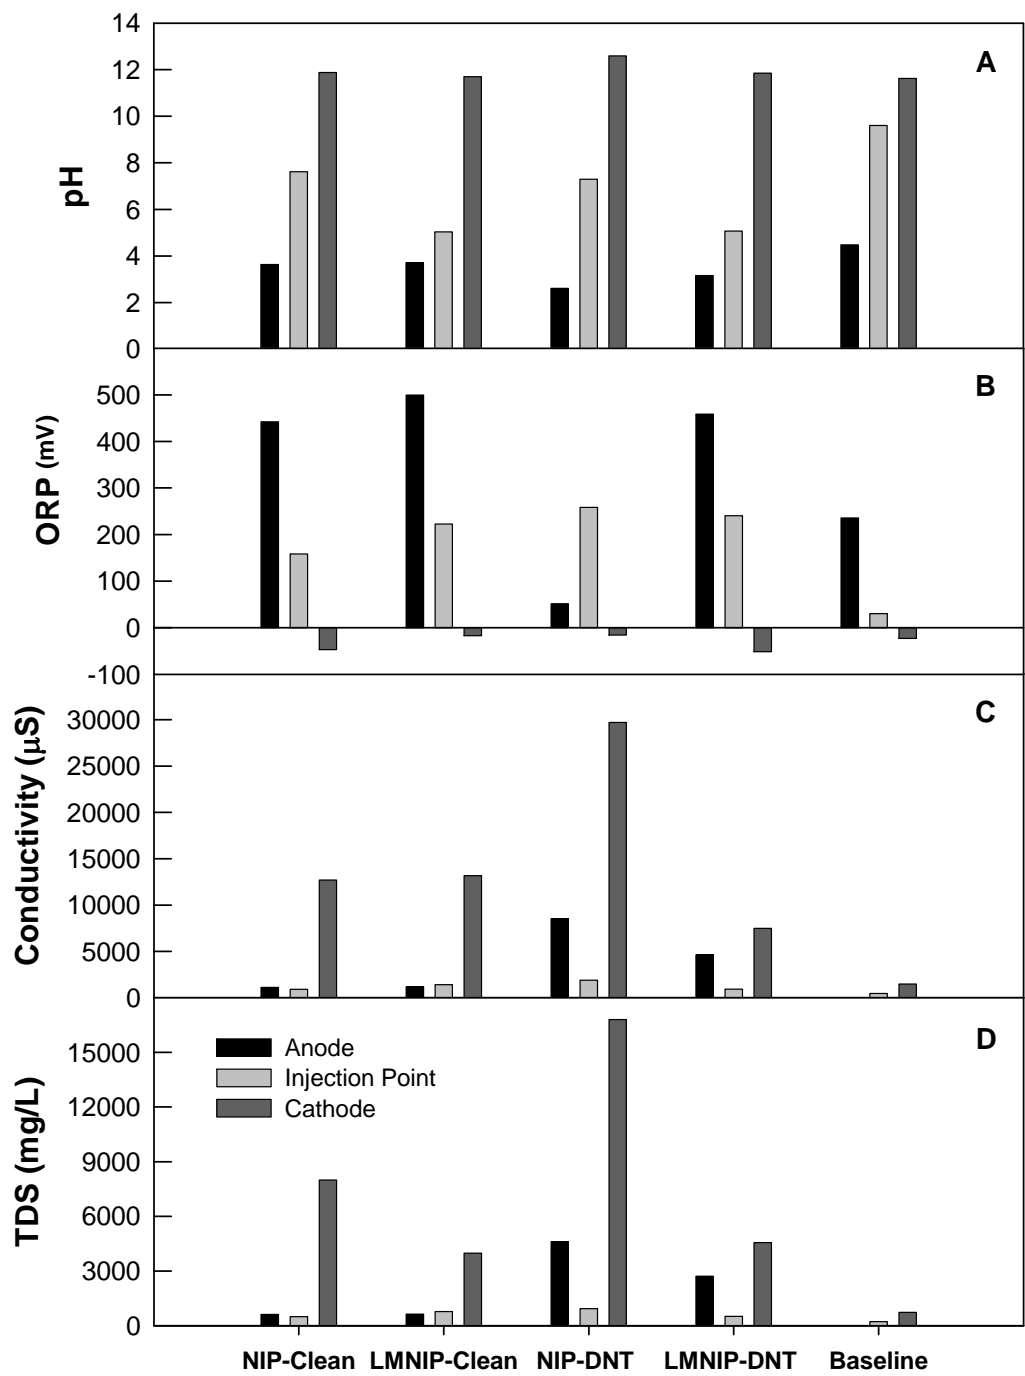 14
12
10
8
6
4
2
0
pH
A
500
400
300
200
100
0
-100
ORP (mV)
B
30000
25000
20000
15000
10000
5000
0
Conductivity (μS)
C
15000
12000
9000
6000
3000
0
TDS (mg/L)
D
Anode
Injection Point
Cathode
NIP-Clean LMNIP-Clean NIP-DNT LMNIP-DNT Baseline